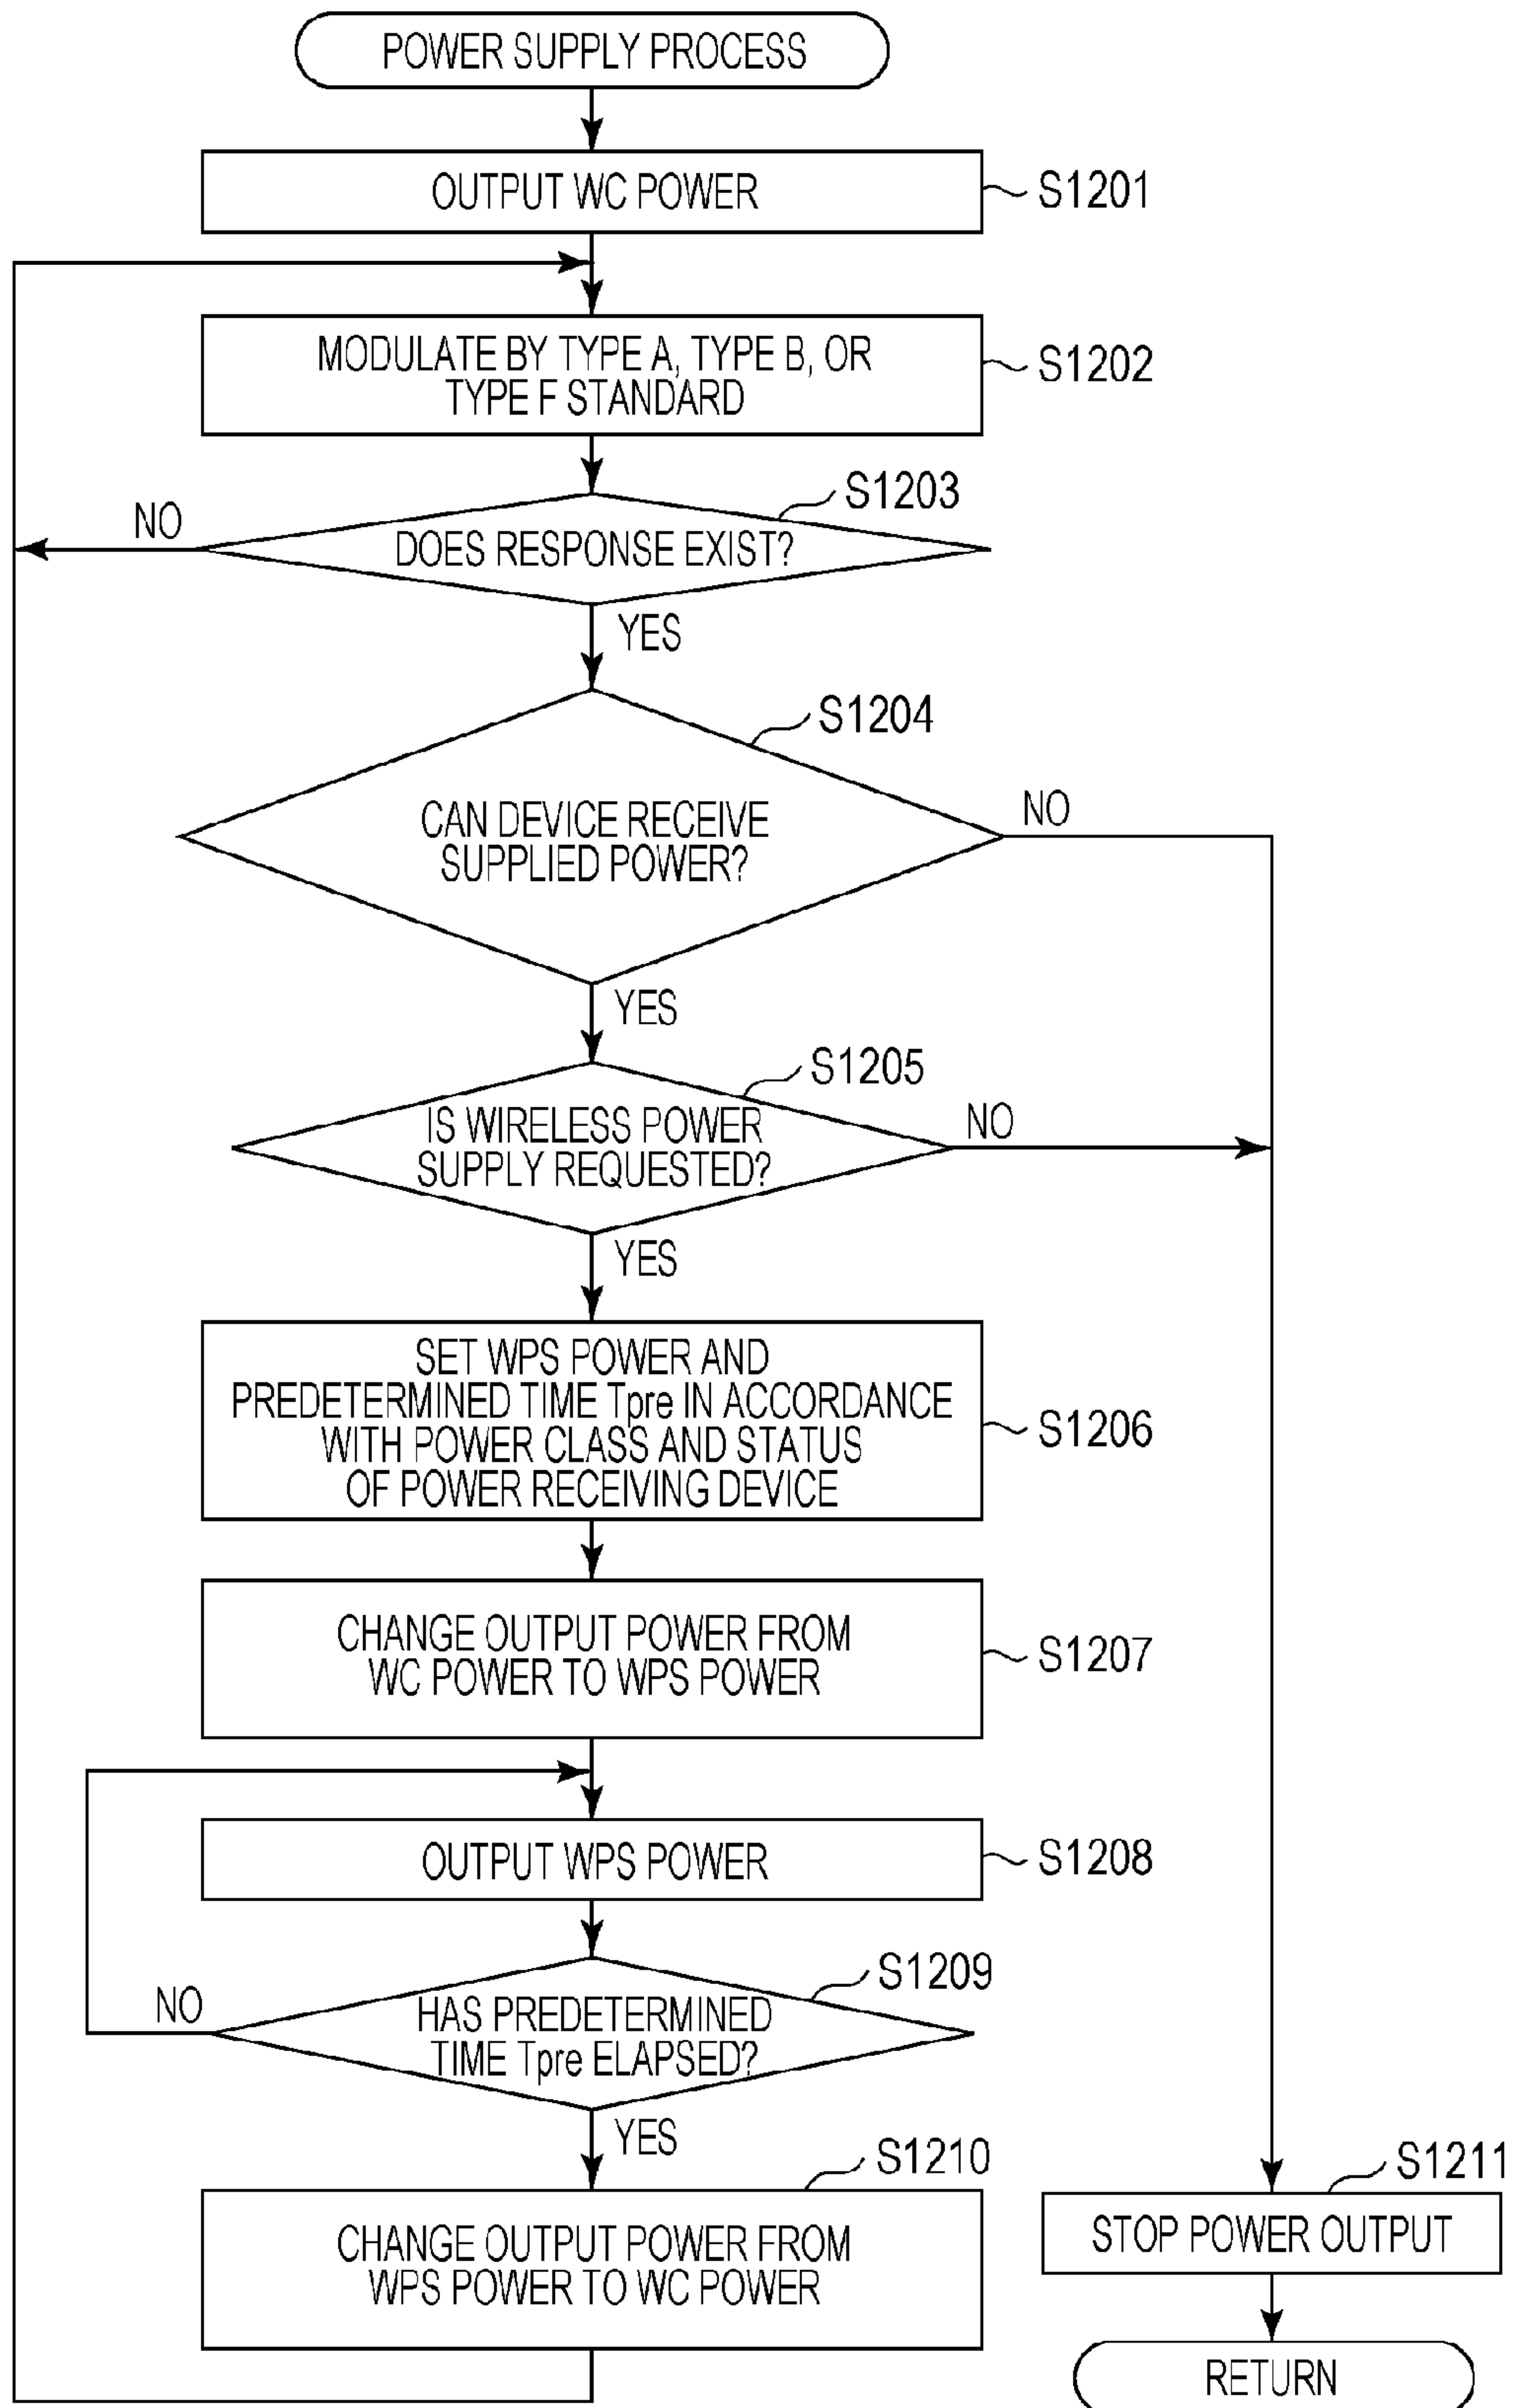 POWER SUPPLY PROCESS
OUTPUT WC POWER
S1201
MODULATE BY TYPE A, TYPE B, OR
TYPE F STANDARD
S1202
S1203
NO
DOES RESPONSE EXIST?
YES
S1204
CAN DEVICE RECEIVE
SUPPLIED POWER?
NO
YES
S1205
IS WIRELESS POWER
SUPPLY REQUESTED?
NO
YES
SET WPS POWER AND
PREDETERMINED TIME Tpre IN ACCORDANCE
WITH POWER CLASS AND STATUS
OF POWER RECEIVING DEVICE
S1206
CHANGE OUTPUT POWER FROM
WC POWER TO WPS POWER
S1207
OUTPUT WPS POWER
S1208
S1209
NO
HAS PREDETERMINED
TIME Tpre ELAPSED?
YES
S1210
CHANGE OUTPUT POWER FROM
WPS POWER TO WC POWER
S1211
STOP POWER OUTPUT
RETURN